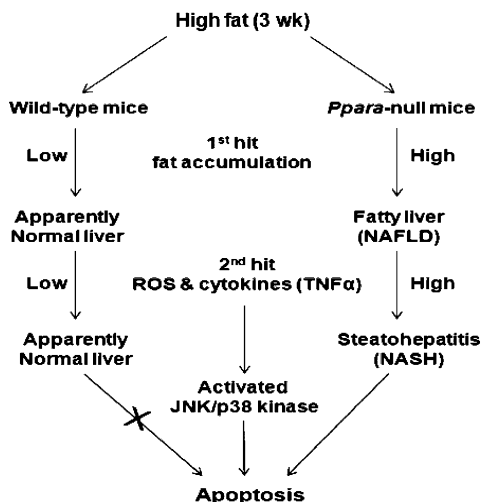 High fat (3 wk)
Wild-type mice
Ppara-null mice
1st hit
fat accumulation
Low
High
Apparently
Normal liver
Fatty liver
(NAFLD)
2nd hit
ROS & cytokines (TNFα)
Low
High
Apparently
Normal liver
Steatohepatitis
(NASH)
Activated
JNK/p38 kinase
Apoptosis